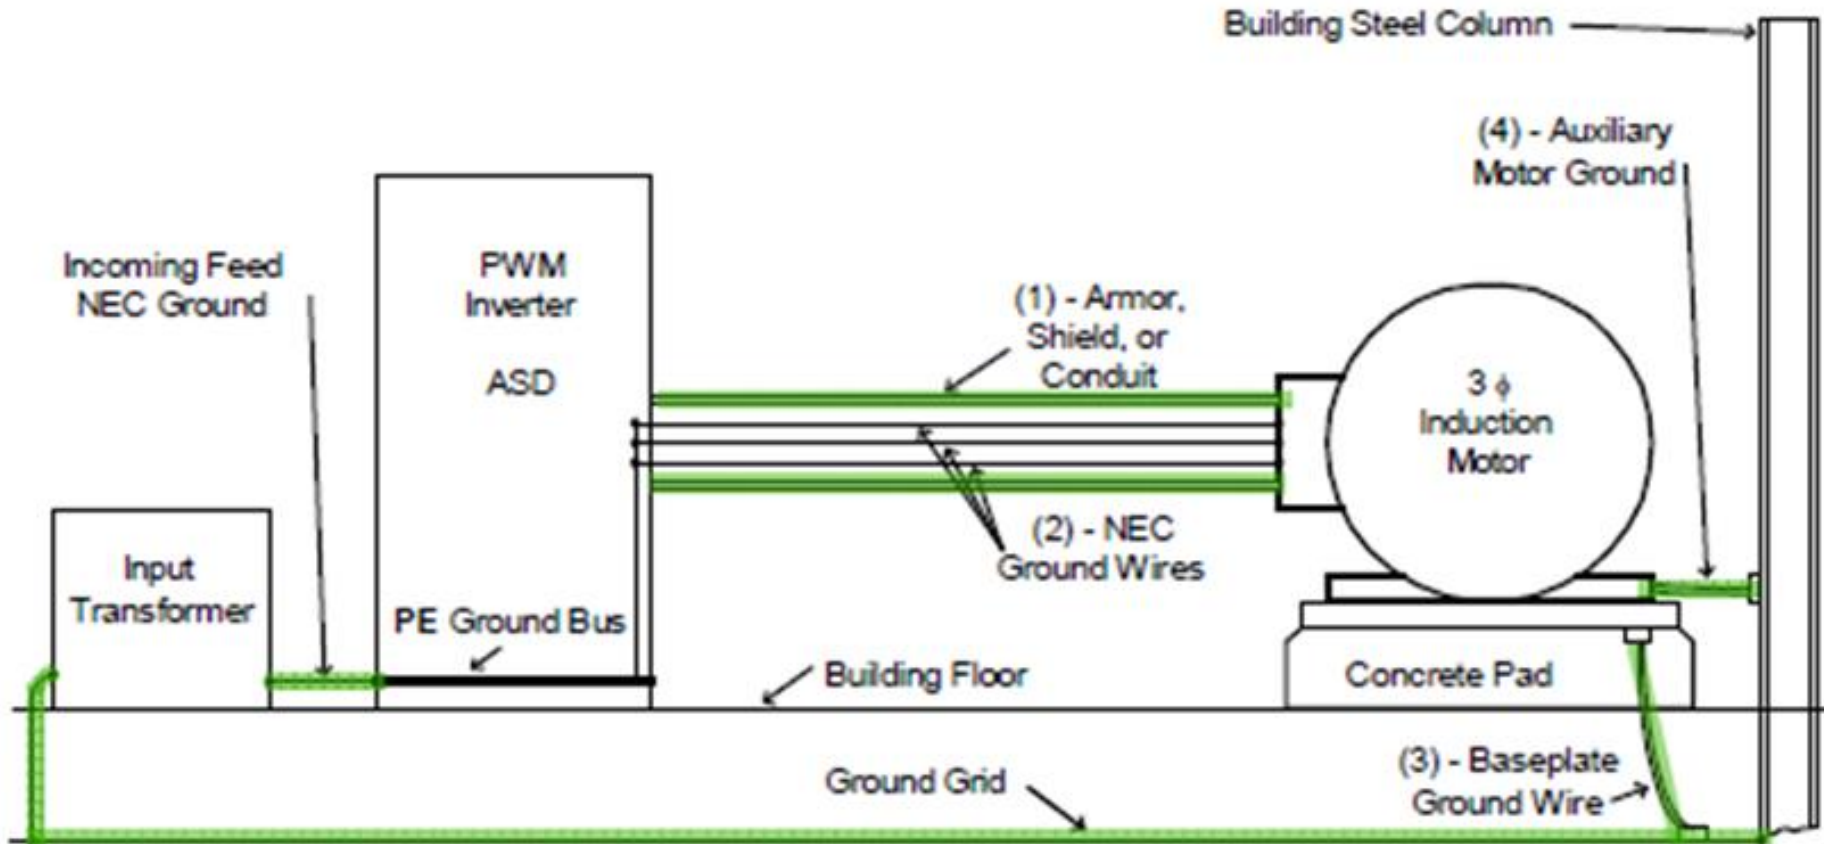 Building Steel Column
(4) - Auxiliary
Motor Ground
Incoming Feed
NEC Ground
PWM
Inverter
ASD
(1) - Armor,
Shield, or
Conduit
3 ϕ
Induction
Motor
(2) - NEC
Ground Wires
Input
Transformer
PE Ground Bus
Building Floor
Concrete Pad
(3) - Baseplate
Ground Wire
Ground Grid